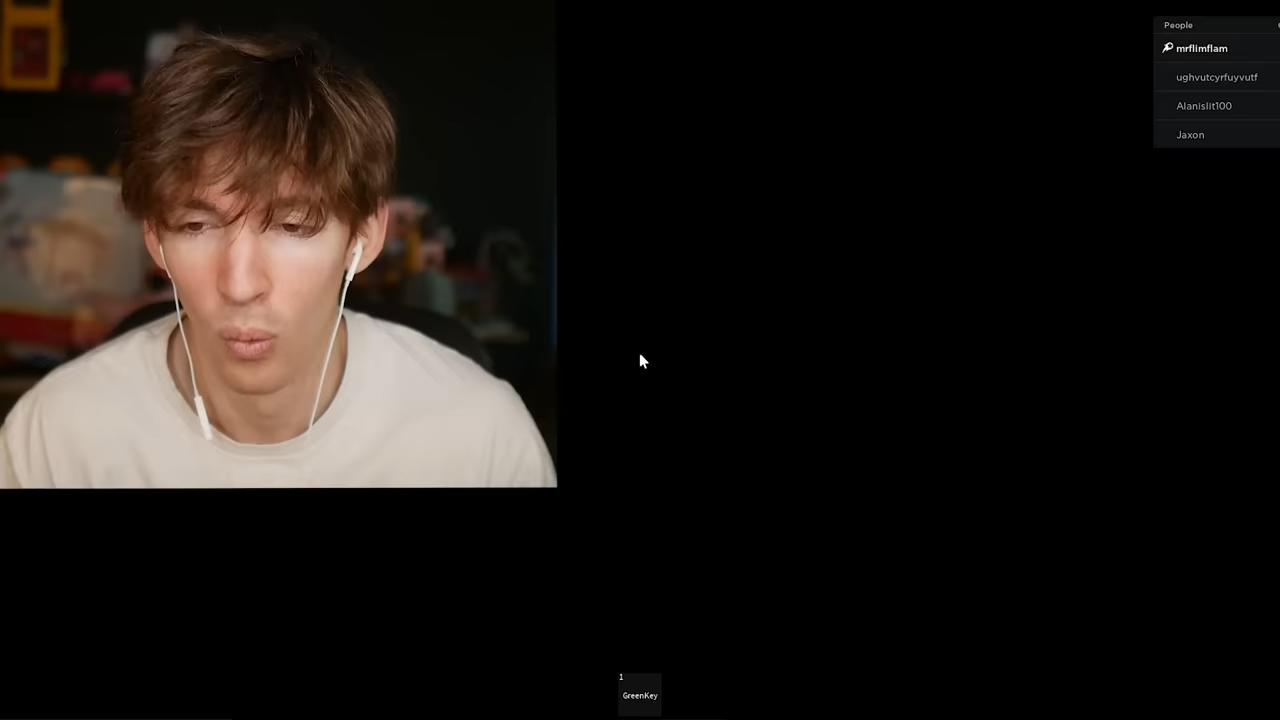 People
mrflimflam
ughvutcyrfuyvutf
Alanislit100
Jaxon
1
GreenKey